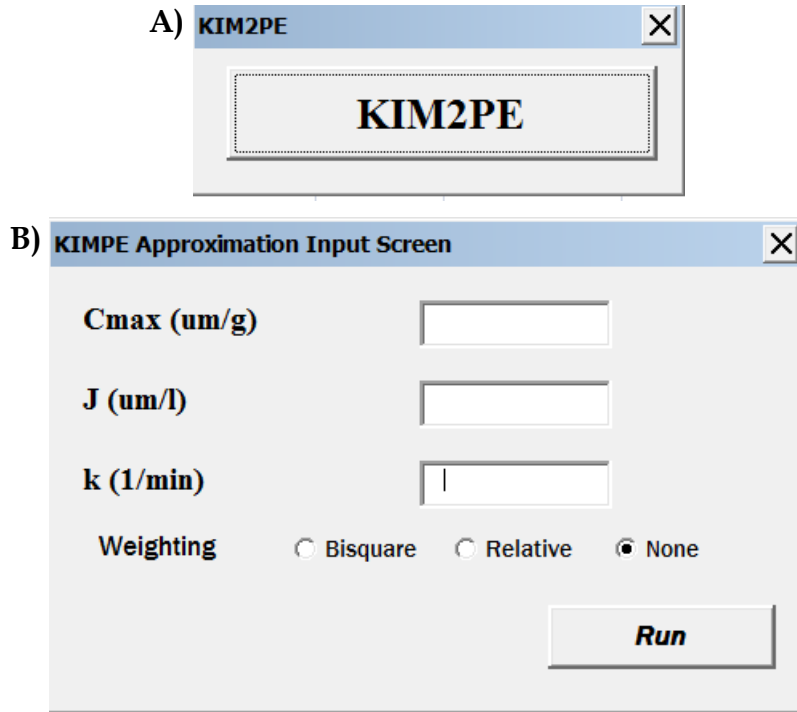 A) KIM2PE
KIM2PE
B) KIMPE Approximation Input Screen
Cmax (um/g)
J (um/l)
k (1/min)
Weighting Bisquare Relative None
Run